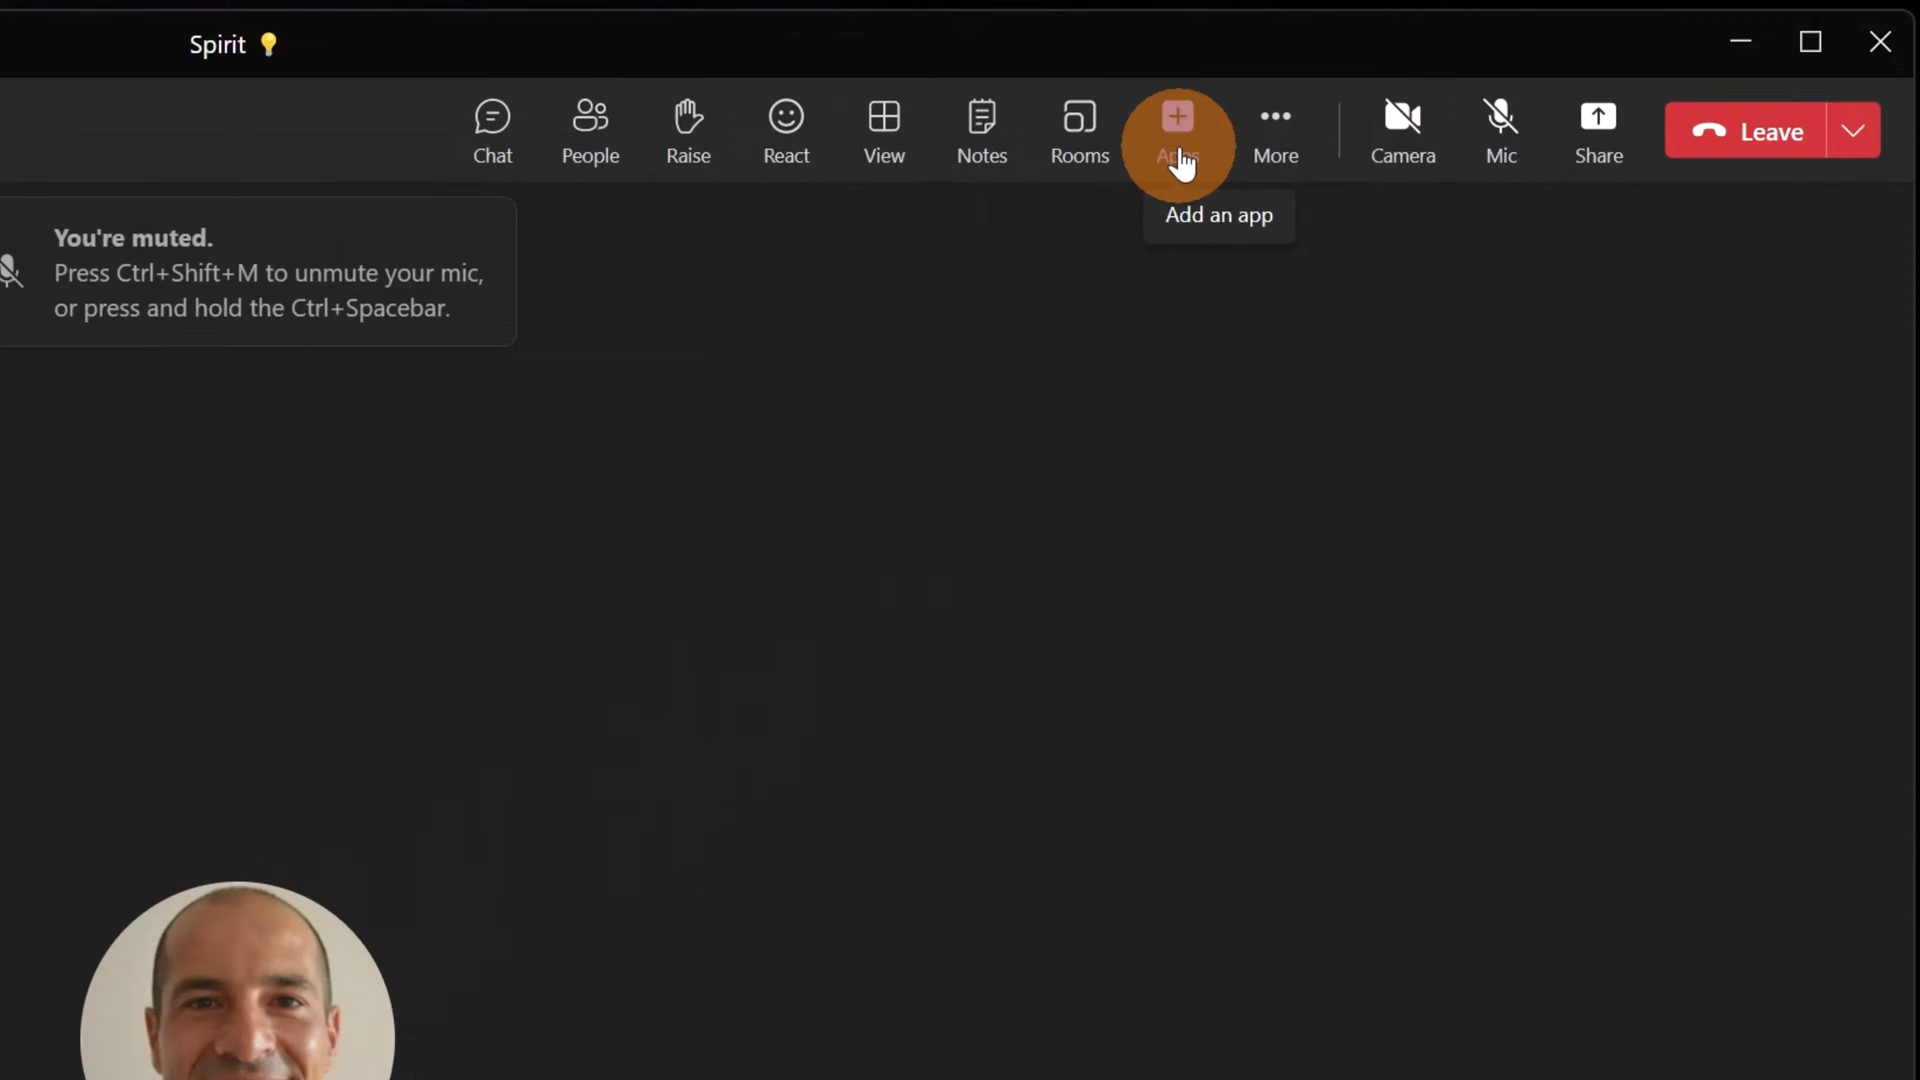 Spirit 💡
Chat People Raise React View Notes Rooms Apps More Camera Mic Share Leave
Add an app
You're muted.
Press Ctrl+Shift+M to unmute your mic,
or press and hold the Ctrl+Spacebar.